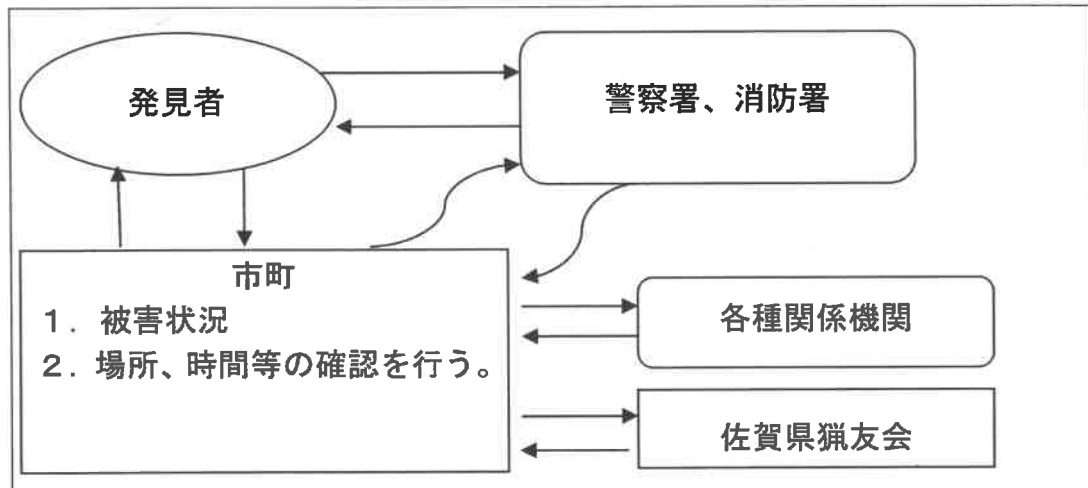 発見者
警察署、消防署
市町
１．被害状況
２．場所、時間等の確認を行う。
各種関係機関
佐賀県猟友会